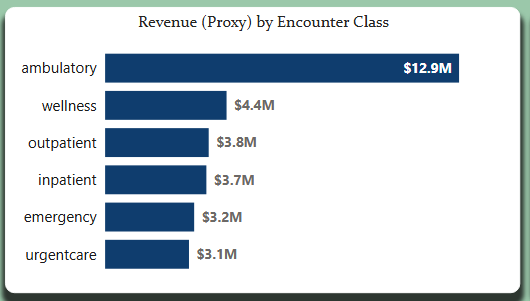 Revenue (Proxy) by Encounter Class
ambulatory $12.9M
wellness $4.4M
outpatient $3.8M
inpatient $3.7M
emergency $3.2M
urgentcare $3.1M